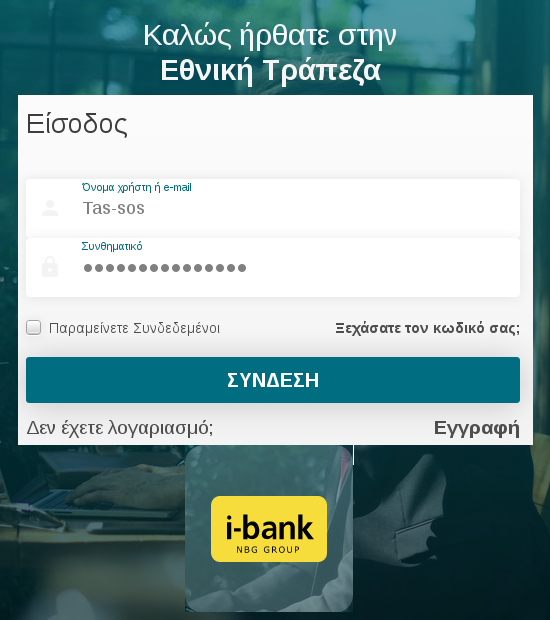 Καλώς ήρθατε στην
Εθνική Τράπεζα
Είσοδος
Όνομα χρήστη ή e-mail
Tas-sos
Συνθηματικό
●●●●●●●●●●●●●●●
Παραμείνετε Συνδεδεμένοι
Ξεχάσατε τον κωδικό σας;
ΣΥΝΔΕΣΗ
Δεν έχετε λογαριασμό;
Εγγραφή
i-bank
NBG GROUP